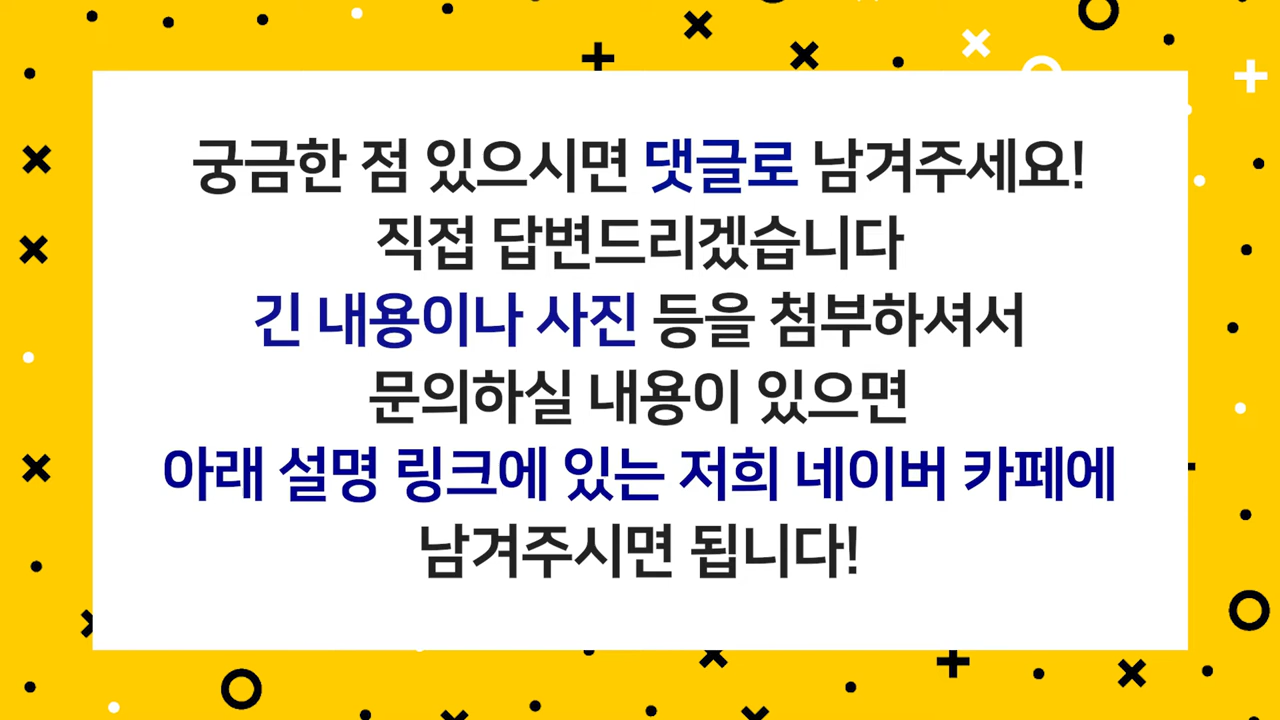 궁금한 점 있으시면 댓글로 남겨주세요!
직접 답변드리겠습니다
긴 내용이나 사진 등을 첨부하셔서
문의하실 내용이 있으면
아래 설명 링크에 있는 저희 네이버 카페에
남겨주시면 됩니다!